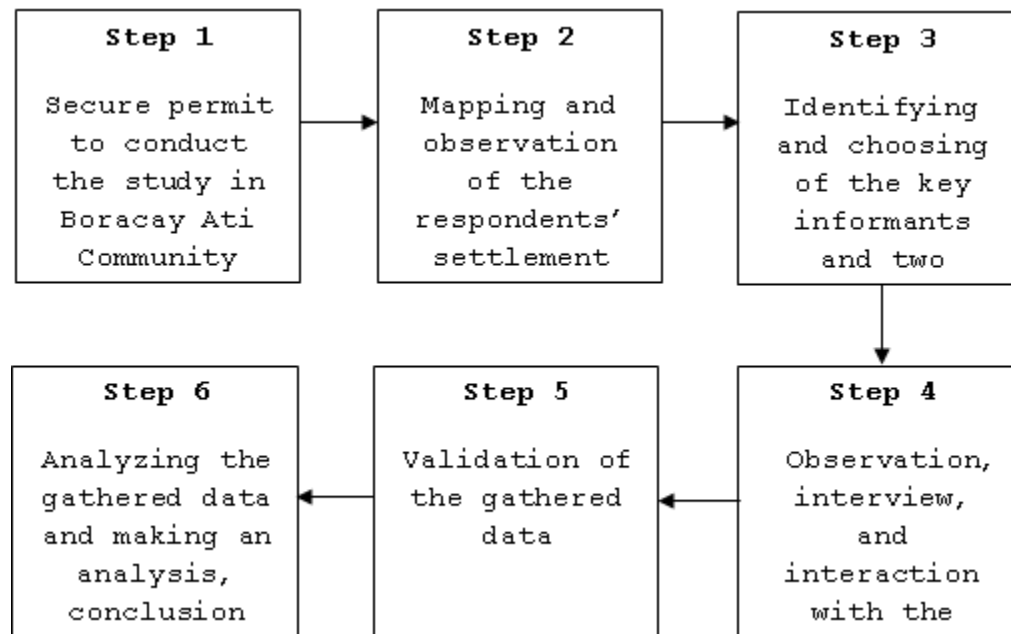 Step 1
Secure permit
to conduct
the study in
Boracay Ati
Community
Step 2
Mapping and
observation
of the
respondents’
settlement
Step 3
Identifying
and choosing
of the key
informants
and two
Step 4
Observation,
interview,
and
interaction
with the
Step 5
Validation of
the gathered
data
Step 6
Analyzing the
gathered data
and making an
analysis,
conclusion